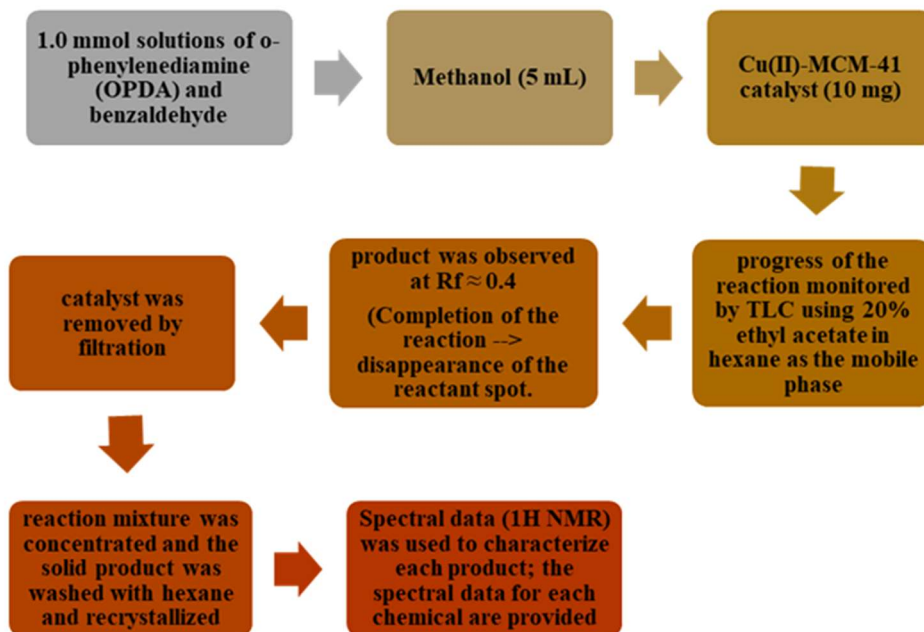 1.0 mmol solutions of o-
phenylenediamine
(OPDA) and
benzaldehyde
Methanol (5 mL)
Cu(II)-MCM-41
catalyst (10 mg)
progress of the
reaction monitored
by TLC using 20%
ethyl acetate in
hexane as the mobile
phase
product was observed
at Rf ≈ 0.4
(Completion of the
reaction -->
disappearance of the
reactant spot.
catalyst was
removed by
filtration
reaction mixture was
concentrated and the
solid product was
washed with hexane
and recrystallized
Spectral data (1H NMR)
was used to characterize
each product; the
spectral data for each
chemical are provided